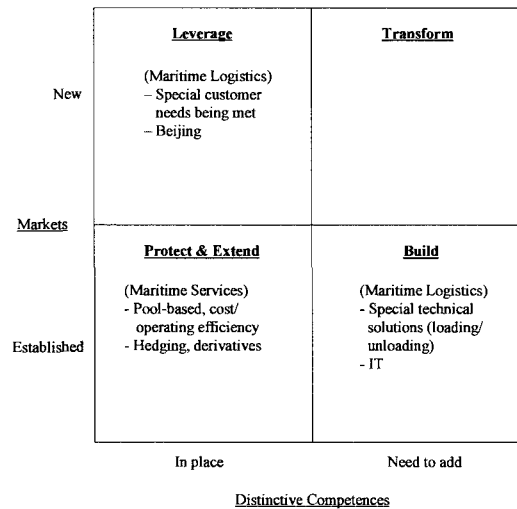 Leverage
Transform
New
(Maritime Logistics)
– Special customer
needs being met
– Beijing
Markets
Protect & Extend
Build
Established
(Maritime Services)
- Pool-based, cost/
operating efficiency
- Hedging, derivatives
(Maritime Logistics)
- Special technical
solutions (loading/
unloading)
- IT
In place
Need to add
Distinctive Competences